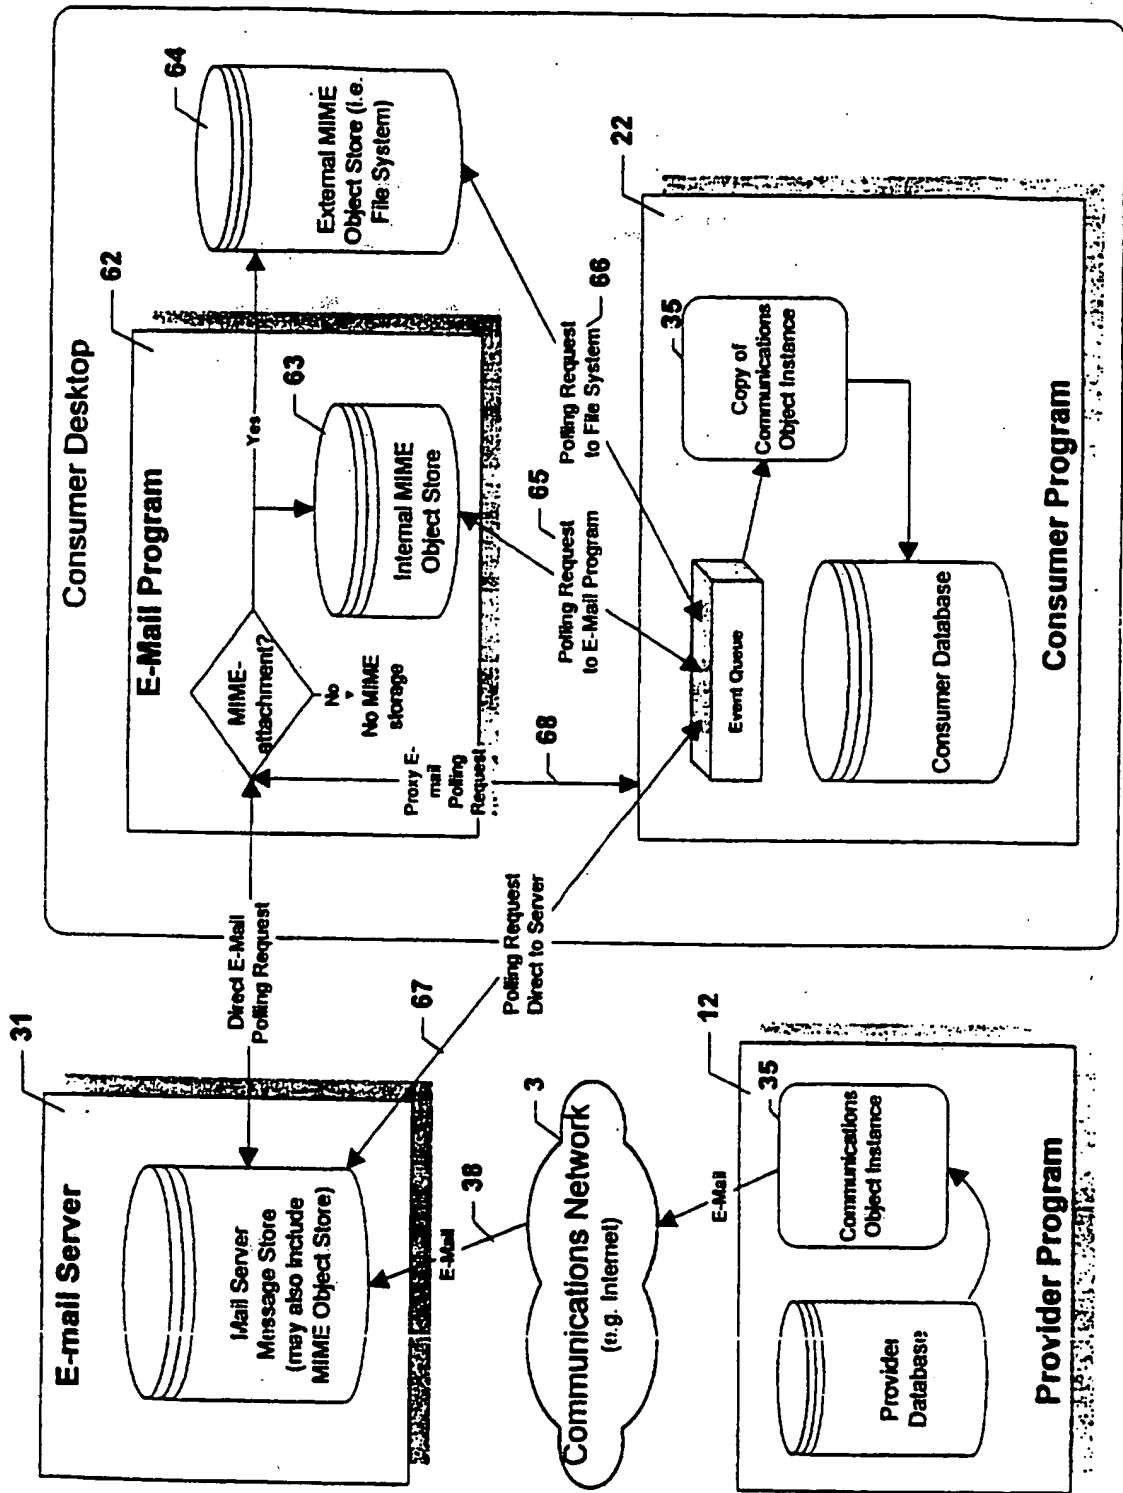 Consumer Desktop
E-mail Server
31
Mail Server
Message Store
(may also include
MIME Object Store)
Direct E-Mail
Polling Request
E-Mail Program
62
MIME-
attachment?
Yes
No
No MIME
storage
63
Internal MIME
Object Store
64
External MIME
Object Store (i.e.
File System)
Proxy E-
mail
Polling
Request
68
67
Polling Request
Direct to Server
65
Polling Request
to E-Mail Program
66
Polling Request
to File System
E-Mail
38
3
Communications Network
(e.g. Internet)
E-Mail
12
35
Communications
Object Instance
Provider
Database
Provider Program
22
35
Copy of
Communications
Object Instance
Event Queue
Consumer Database
Consumer Program